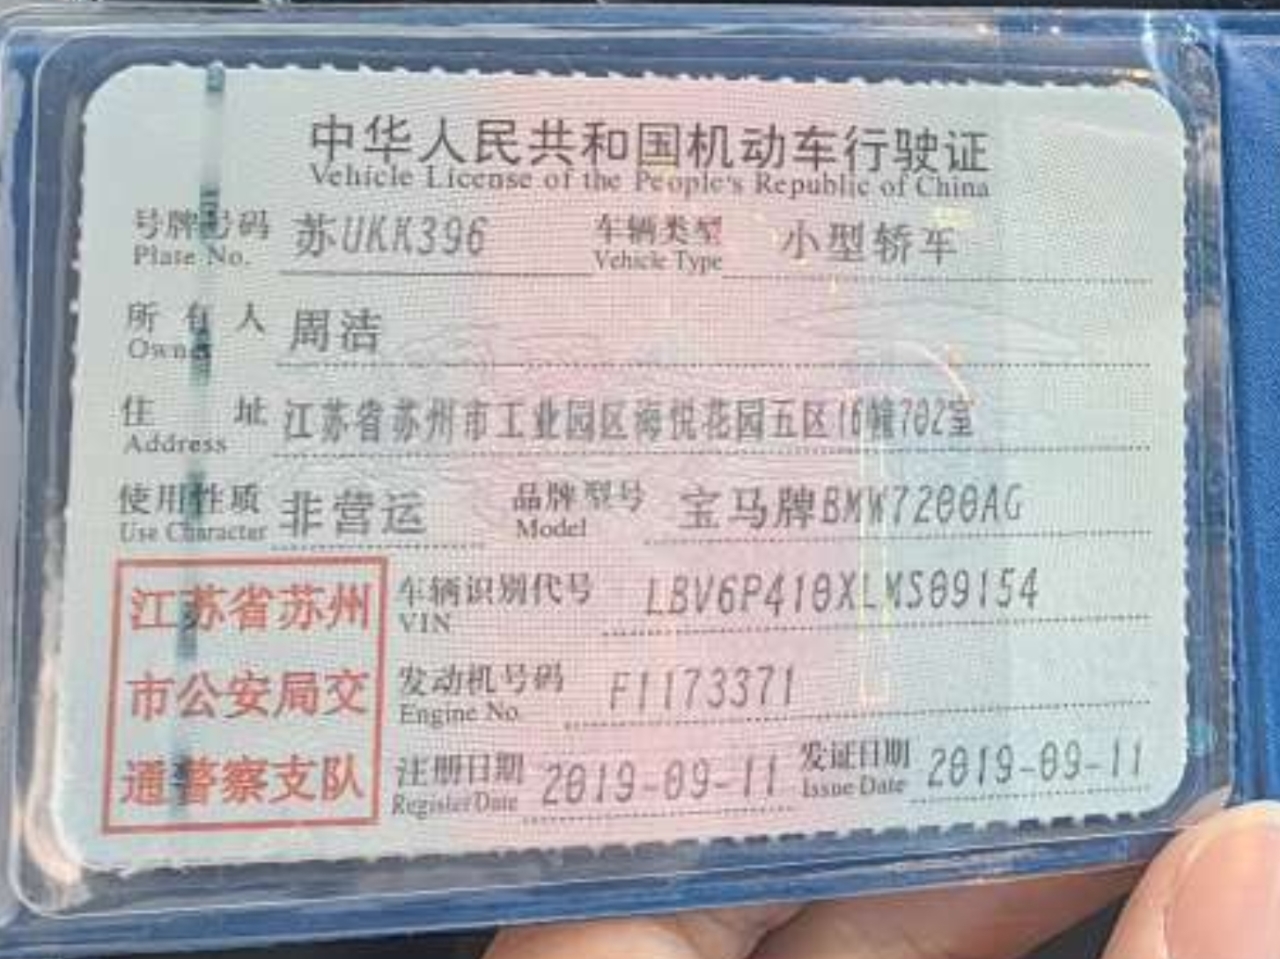 中华人民共和国机动车行驶证
Vehicle License of the People's Republic of China
号牌号码 苏UKK396 车辆类型 小型轿车
Plate No. Vehicle Type
所有人 周洁
Owner
住址 江苏省苏州市工业园区海悦花园五区16幢702室
Address
使用性质 非营运 品牌型号 宝马牌BMW7200AG
Use Character Model
江苏省苏州
市公安局交
通警察支队
车辆识别代号 LBV6P410XLMS09154
VIN
发动机号码 F1173371
Engine No.
注册日期 2019-09-11 发证日期 2019-09-11
Register Date Issue Date